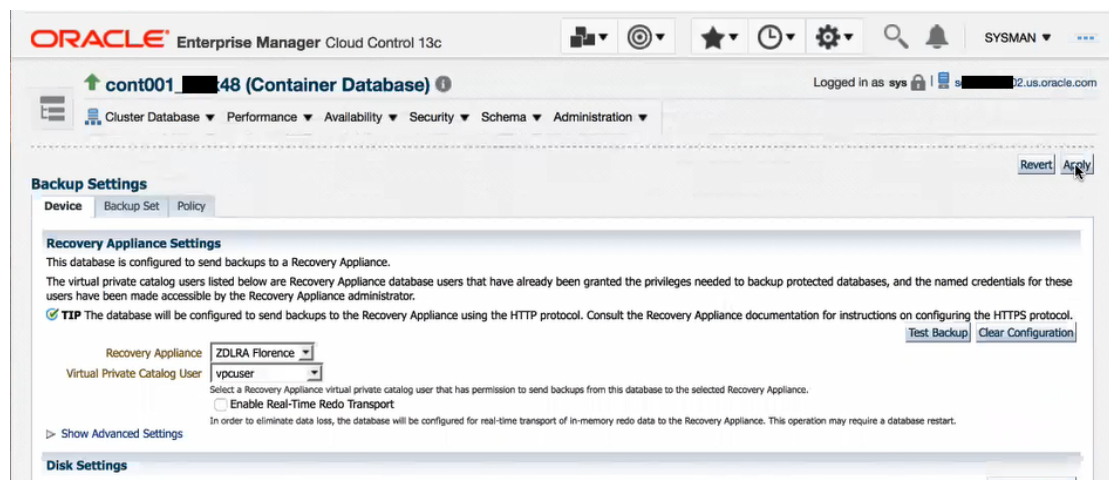 ORACLE Enterprise Manager Cloud Control 13c
SYSMAN
cont001_ 48 (Container Database)
Logged in as sys
2.us.oracle.com
Cluster Database Performance Availability Security Schema Administration
Revert Apply
Backup Settings
Device Backup Set Policy
Recovery Appliance Settings
This database is configured to send backups to a Recovery Appliance.
The virtual private catalog users listed below are Recovery Appliance database users that have already been granted the privileges needed to backup protected databases, and the named credentials for these
users have been made accessible by the Recovery Appliance administrator.
TIP The database will be configured to send backups to the Recovery Appliance using the HTTP protocol. Consult the Recovery Appliance documentation for instructions on configuring the HTTPS protocol.
Test Backup Clear Configuration
Recovery Appliance ZDLRA Florence
Virtual Private Catalog User vpcuser
Select a Recovery Appliance virtual private catalog user that has permission to send backups from this database to the selected Recovery Appliance.
Enable Real-Time Redo Transport
In order to eliminate data loss, the database will be configured for real-time transport of in-memory redo data to the Recovery Appliance. This operation may require a database restart.
Show Advanced Settings
Disk Settings